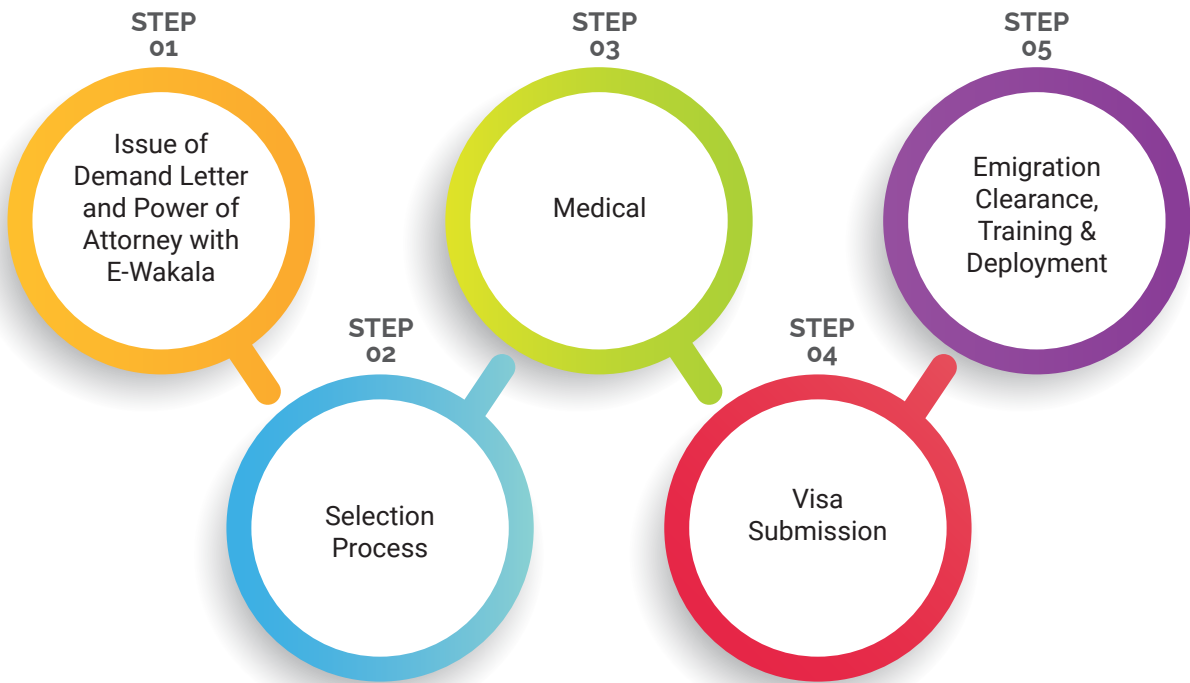 STEP
01
Issue of
Demand Letter
and Power of
Attorney with
E-Wakala
STEP
02
Selection
Process
STEP
03
Medical
STEP
04
Visa
Submission
STEP
05
Emigration
Clearance,
Training &
Deployment